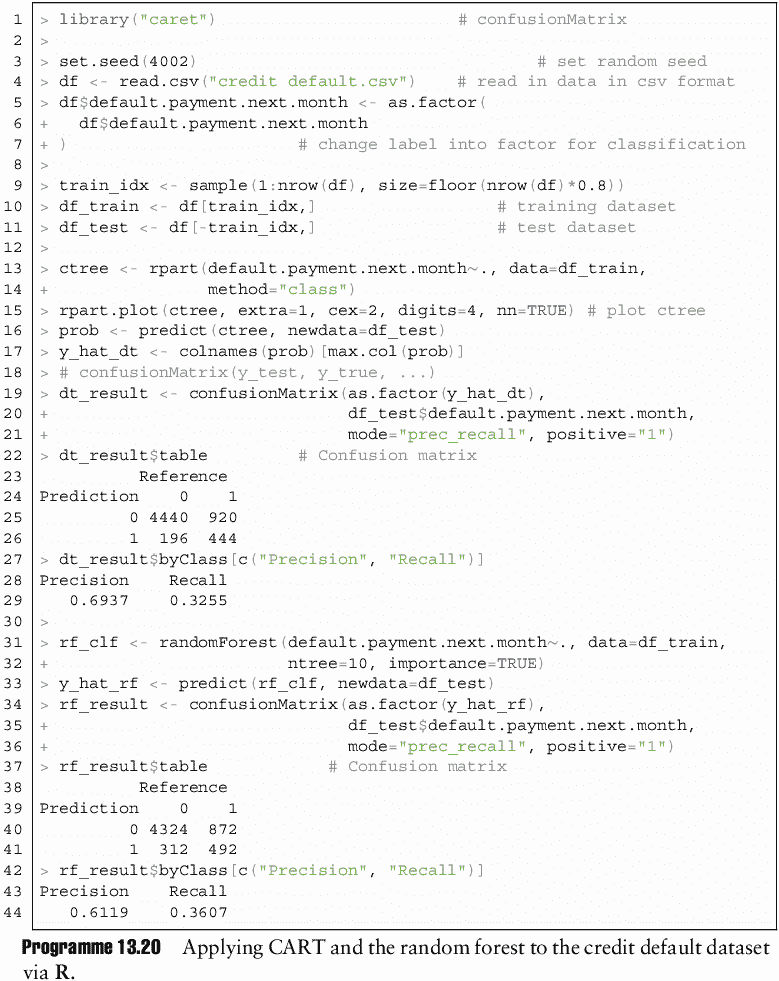 1 > library("caret")                        # confusionMatrix
2 >
3 > set.seed(4002)                                  # set random seed
4 > df <- read.csv("credit default.csv")    # read in data in csv format
5 > df$default.payment.next.month <- as.factor(
6 +   df$default.payment.next.month
7 + )                       # change label into factor for classification
8 >
9 > train_idx <- sample(1:nrow(df), size=floor(nrow(df)*0.8))
10 > df_train <- df[train_idx,]                  # training dataset
11 > df_test <- df[-train_idx,]                  # test dataset
12 >
13 > ctree <- rpart(default.payment.next.month~., data=df_train,
14 +                method="class")
15 > rpart.plot(ctree, extra=1, cex=2, digits=4, nn=TRUE) # plot ctree
16 > prob <- predict(ctree, newdata=df_test)
17 > y_hat_dt <- colnames(prob)[max.col(prob)]
18 > # confusionMatrix(y_test, y_true, ...)
19 > dt_result <- confusionMatrix(as.factor(y_hat_dt),
20 +                              df_test$default.payment.next.month,
21 +                              mode="prec_recall", positive="1")
22 > dt_result$table         # Confusion matrix
23           Reference
24 Prediction    0    1
25          0 4440  920
26          1  196  444
27 > dt_result$byClass[c("Precision", "Recall")]
28 Precision    Recall
29    0.6937    0.3255
30 >
31 > rf_clf <- randomForest(default.payment.next.month~., data=df_train,
32 +                        ntree=10, importance=TRUE)
33 > y_hat_rf <- predict(rf_clf, newdata=df_test)
34 > rf_result <- confusionMatrix(as.factor(y_hat_rf),
35 +                              df_test$default.payment.next.month,
36 +                              mode="prec_recall", positive="1")
37 > rf_result$table            # Confusion matrix
38           Reference
39 Prediction    0    1
40          0 4324  872
41          1  312  492
42 > rf_result$byClass[c("Precision", "Recall")]
43 Precision    Recall
44    0.6119    0.3607
Programme 13.20 Applying CART and the random forest to the credit default dataset
via R.